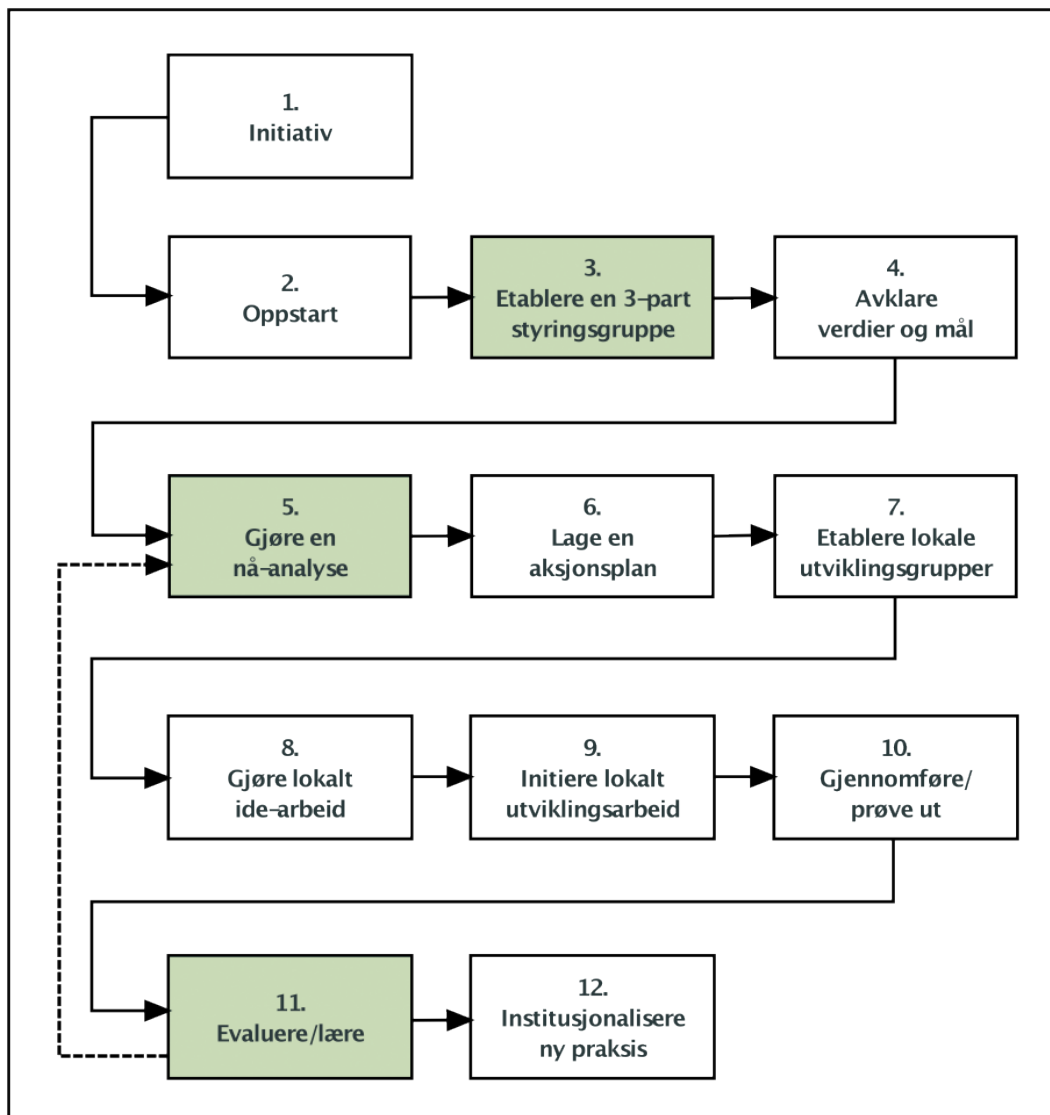 1.
Initiativ
2.
Oppstart
3.
Etablere en 3-part
styringsgruppe
4.
Avklare
verdier og mål
5.
Gjøre en
nå-analyse
6.
Lage en
aksjonsplan
7.
Etablere lokale
utviklingsgrupper
8.
Gjøre lokalt
ide-arbeid
9.
Initiere lokalt
utviklingsarbeid
10.
Gjennomføre/
prøve ut
11.
Evaluere/lære
12.
Institusjonalisere
ny praksis